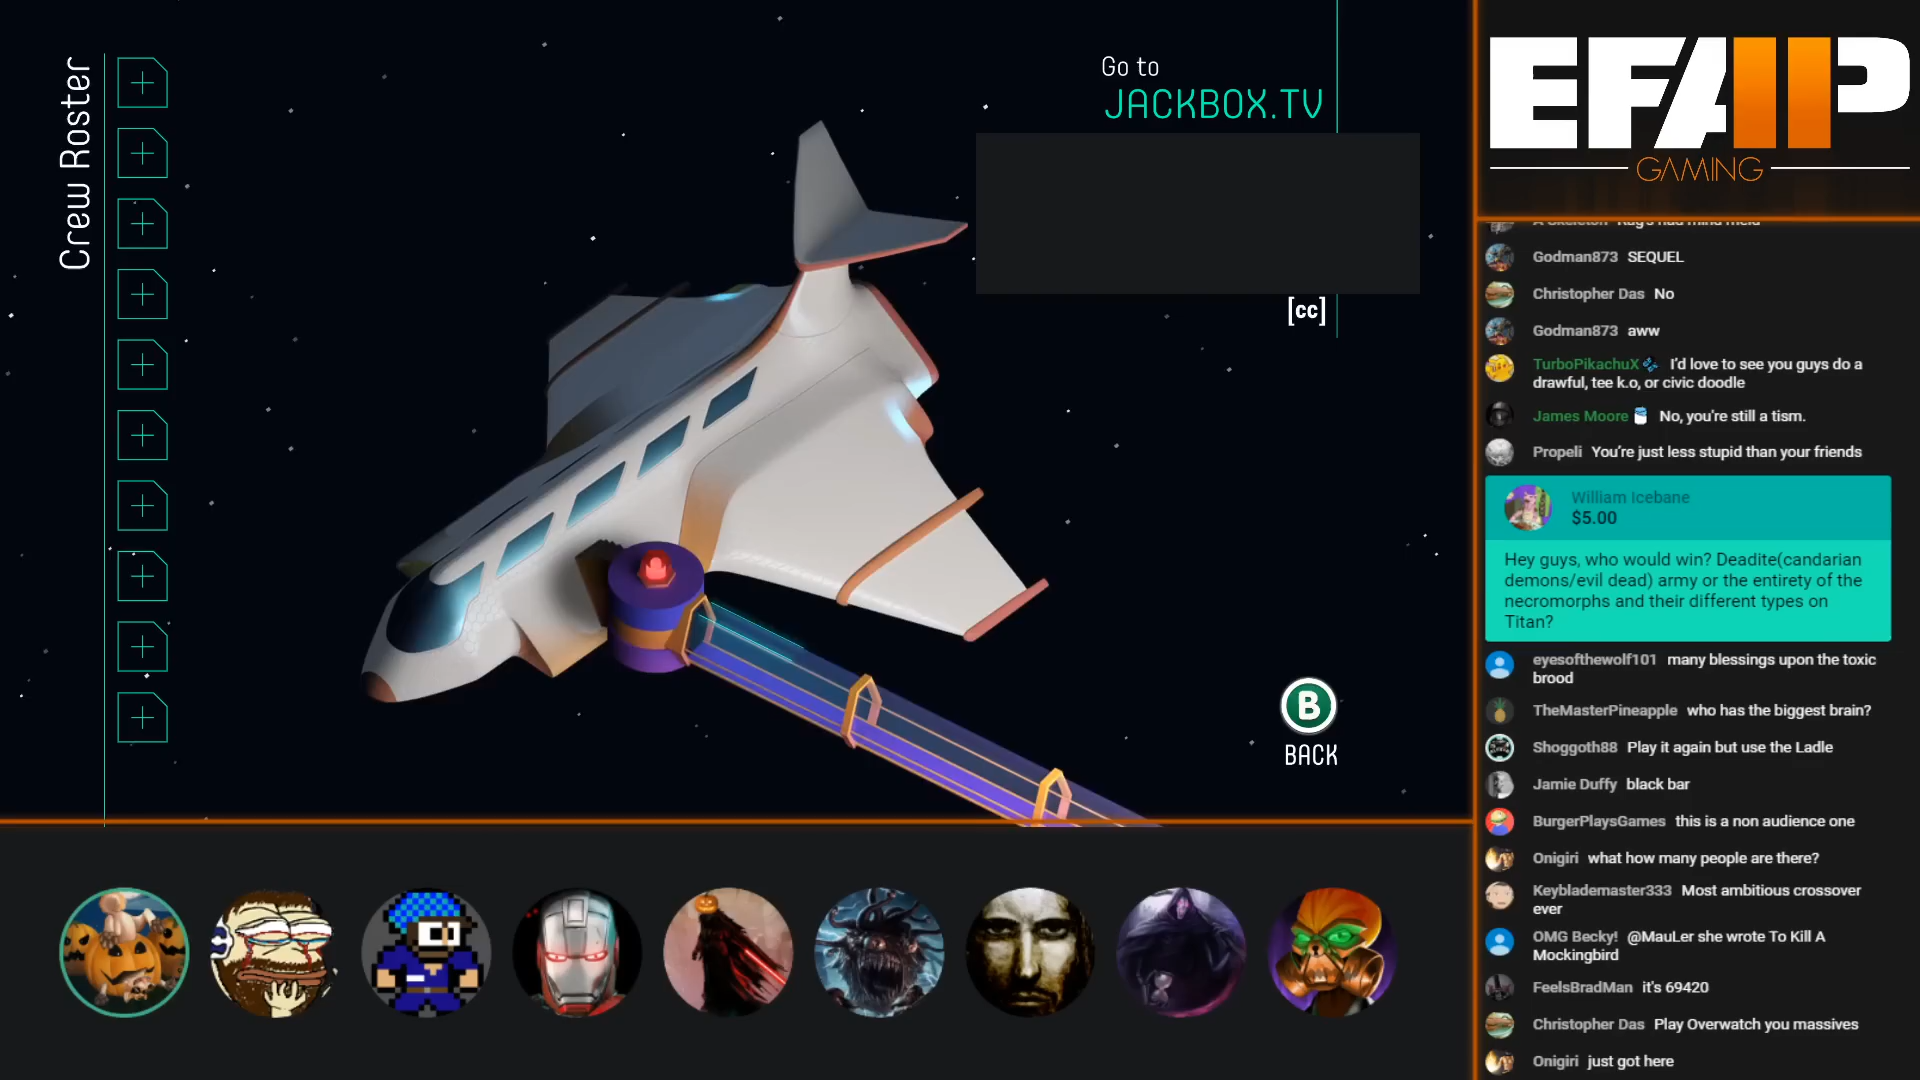 Crew Roster
Go to
JACKBOX.TV
[cc]
B
BACK
EFAP
GAMING
A Skeleton Rag's had mind meld
Godman873 SEQUEL
Christopher Das No
Godman873 aww
TurboPikachuX I'd love to see you guys do a
drawful, tee k.o, or civic doodle
James Moore No, you're still a tism.
Propeli You're just less stupid than your friends
William Icebane
$5.00
Hey guys, who would win? Deadite(candarian
demons/evil dead) army or the entirety of the
necromorphs and their different types on
Titan?
eyesofthewolf101 many blessings upon the toxic
brood
TheMasterPineapple who has the biggest brain?
Shoggoth88 Play it again but use the Ladle
Jamie Duffy black bar
BurgerPlaysGames this is a non audience one
Onigiri what how many people are there?
Keyblademaster333 Most ambitious crossover
ever
OMG Becky! @MauLer she wrote To Kill A
Mockingbird
FeelsBradMan it's 69420
Christopher Das Play Overwatch you massives
Onigiri just got here